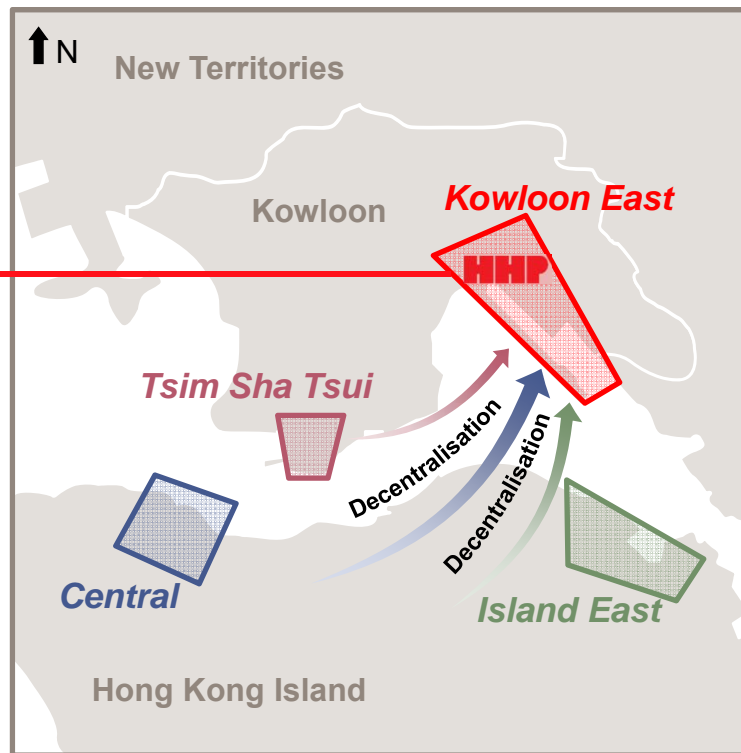 N
New Territories
Kowloon East
Kowloon
HHP
Tsim Sha Tsui
Decentralisation
Decentralisation
Central
Island East
Hong Kong Island